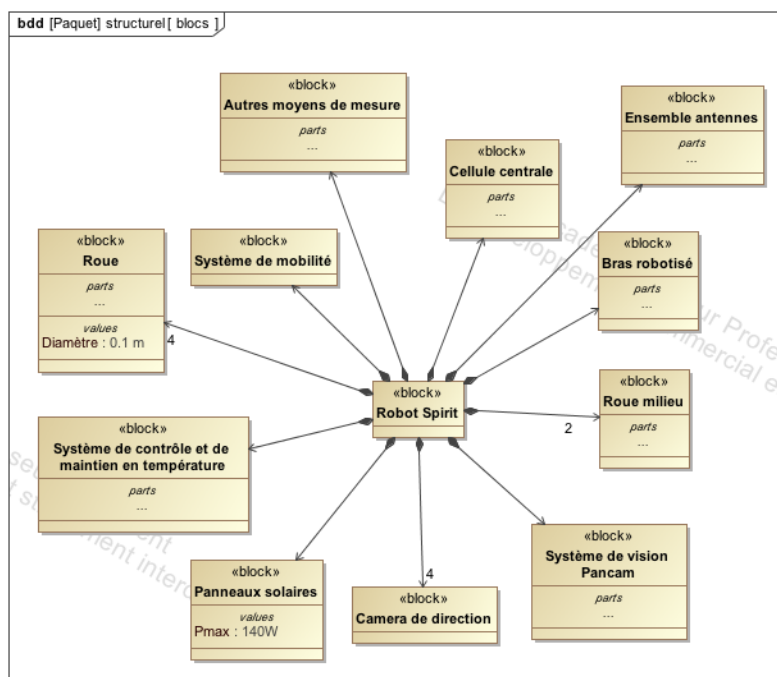 bdd [Paquet] structurel[ blocs ]
«block»
Autres moyens de mesure
parts
...
«block»
Ensemble antennes
parts
...
«block»
Cellule centrale
parts
...
«block»
Roue
parts
...
values
Diamètre : 0.1 m
4
«block»
Système de mobilité
«block»
Bras robotisé
parts
...
«block»
Robot Spirit
«block»
Roue milieu
parts
...
2
«block»
Système de contrôle et de
maintien en température
parts
...
«block»
Système de vision
Pancam
parts
...
«block»
Panneaux solaires
values
Pmax : 140W
4
«block»
Camera de direction